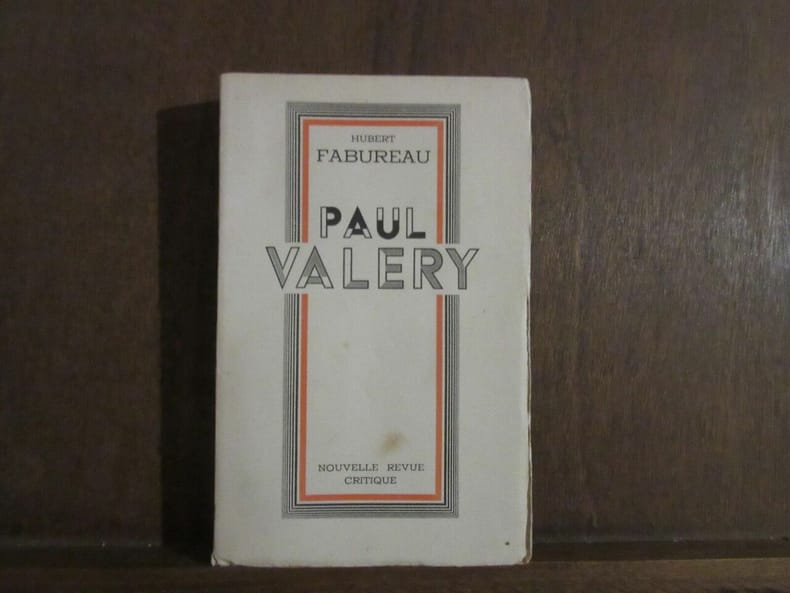 HUBERT
FABUREAU
PAUL
VALERY
NOUVELLE REVUE
CRITIQUE